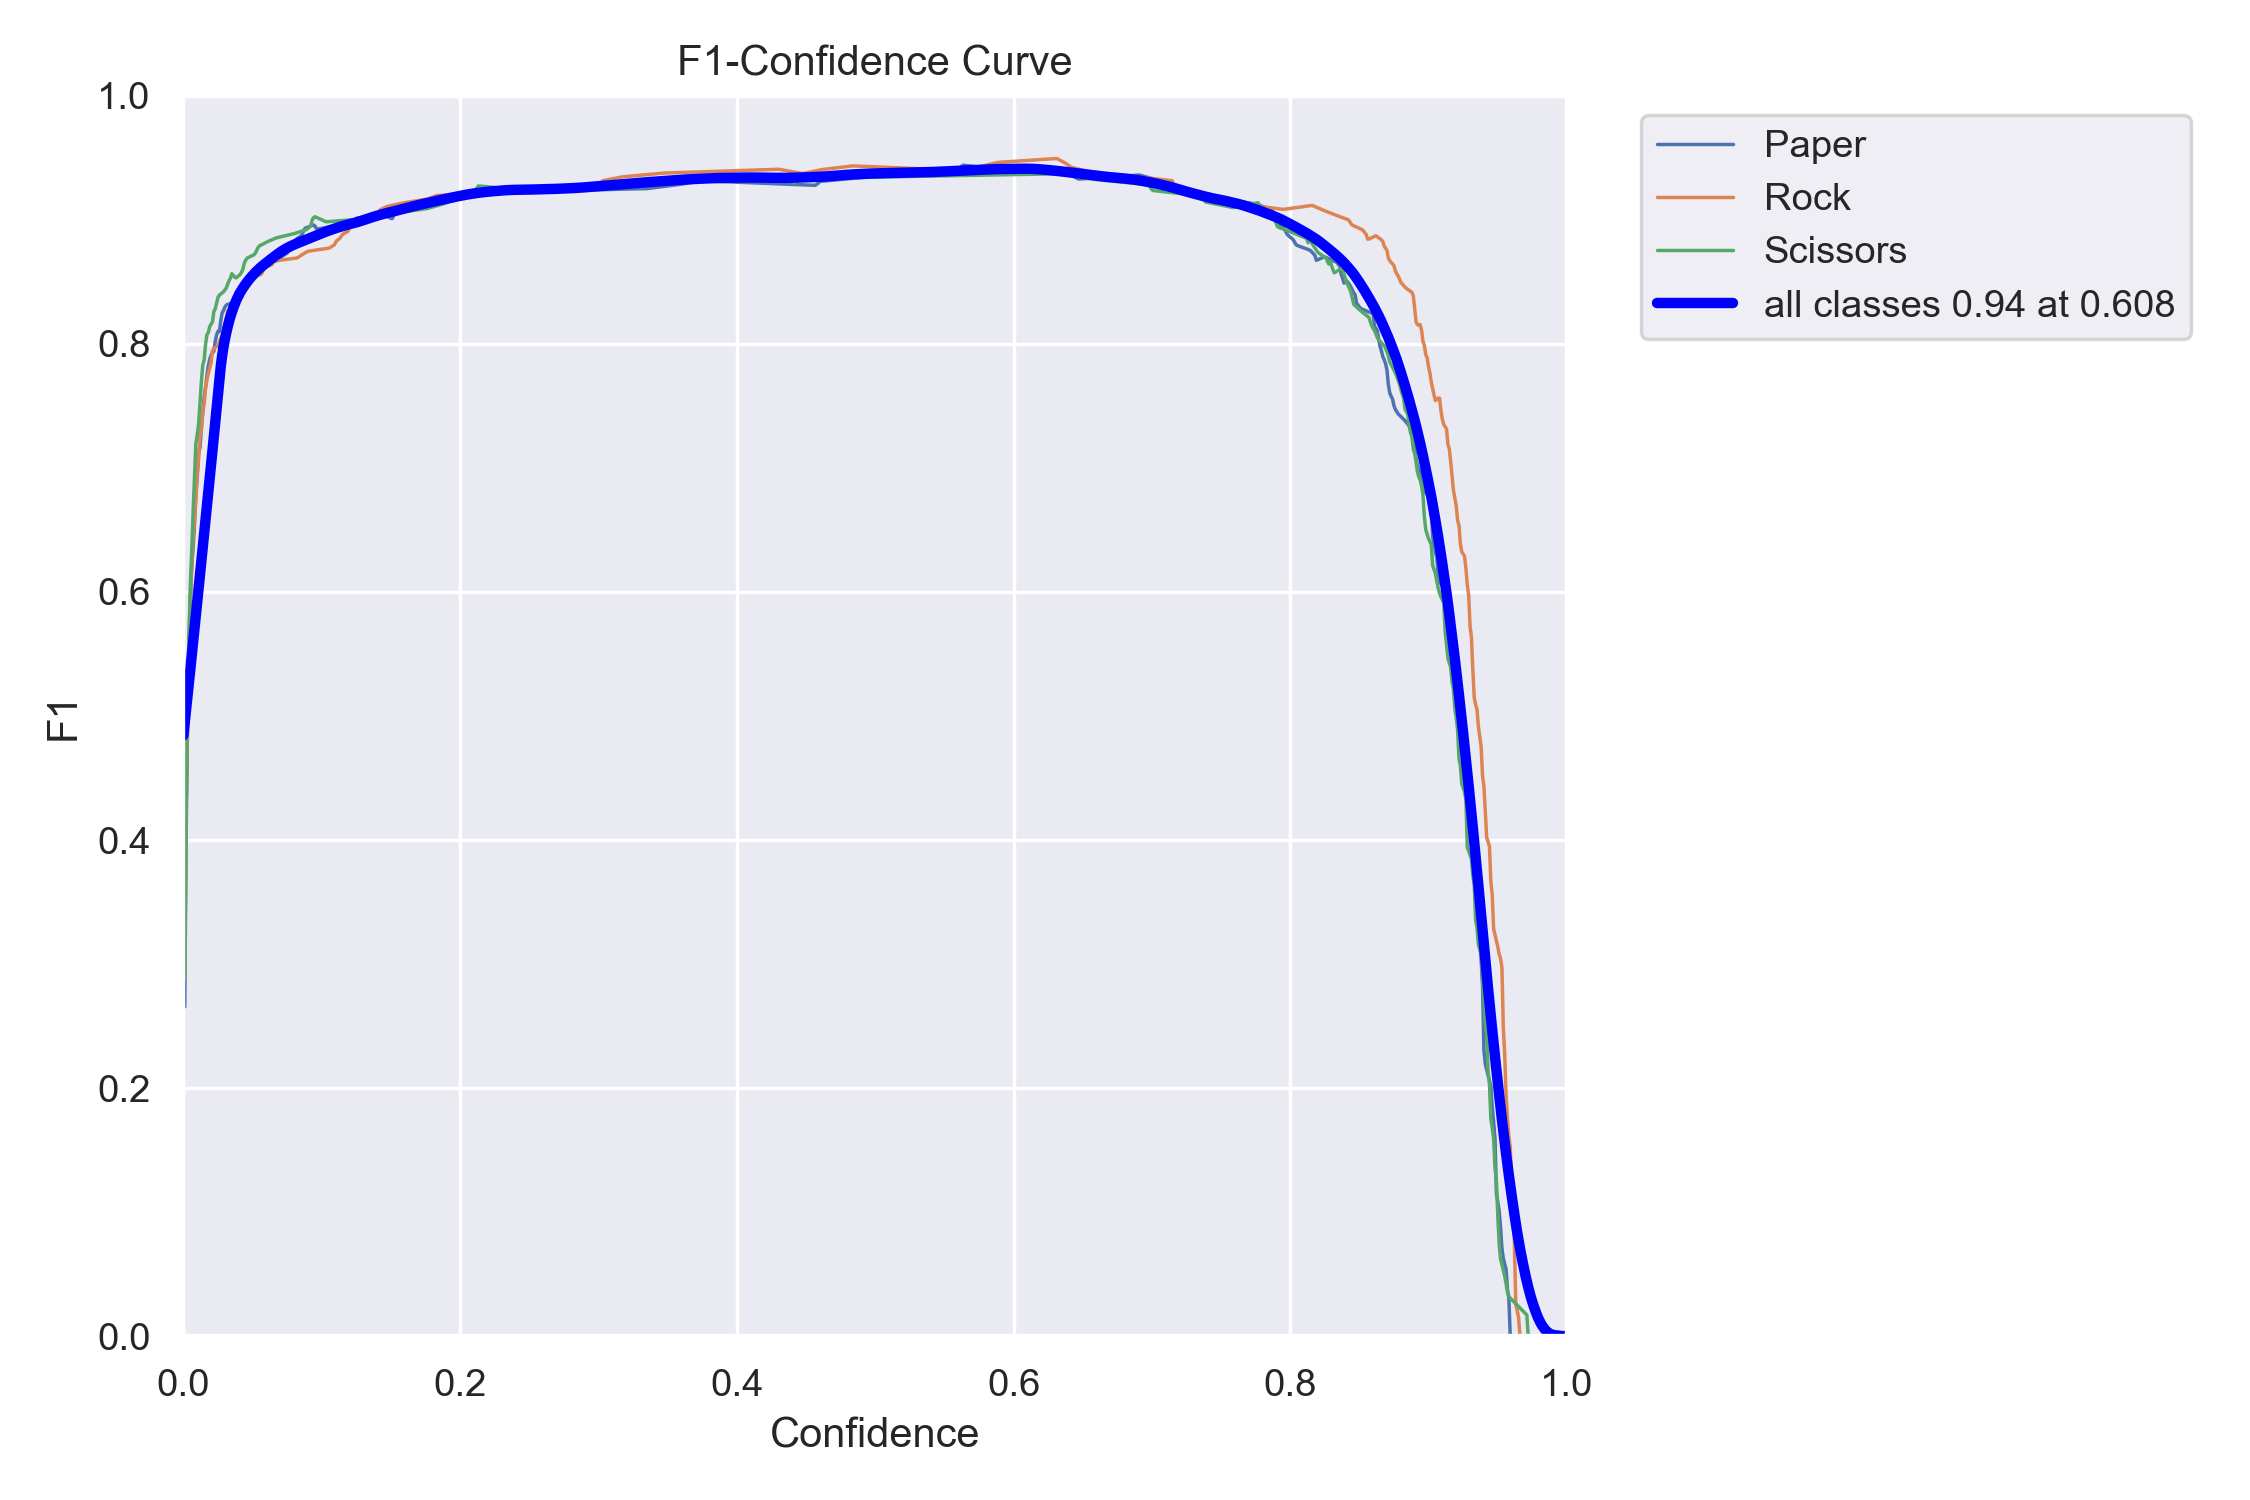 F1-Confidence Curve
1.0
0.8
0.6
0.4
0.2
0.0
F1
0.0 0.2 0.4 0.6 0.8 1.0
Confidence
Paper
Rock
Scissors
all classes 0.94 at 0.608